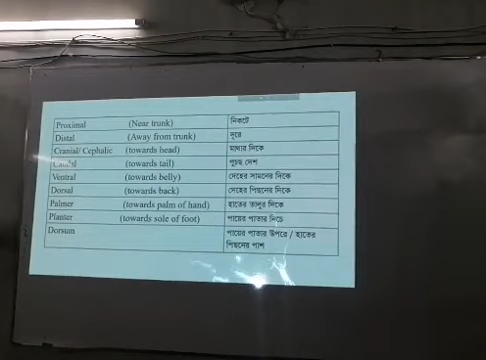 Proximal (Near trunk) নিকটে
Distal (Away from trunk) দূরে
Cranial/ Cephalic (towards head) মাথার দিকে
Caudal (towards tail) পুচ্ছ দেশ
Ventral (towards belly) দেহের সামনের দিকে
Dorsal (towards back) দেহের পিছনের দিকে
Palmer (towards palm of hand) হাতের তালুর দিকে
Planter (towards sole of foot) পায়ের পাতার নিচে
Dorsum পায়ের পাতার উপরে / হাতের
পিছনের পাশ